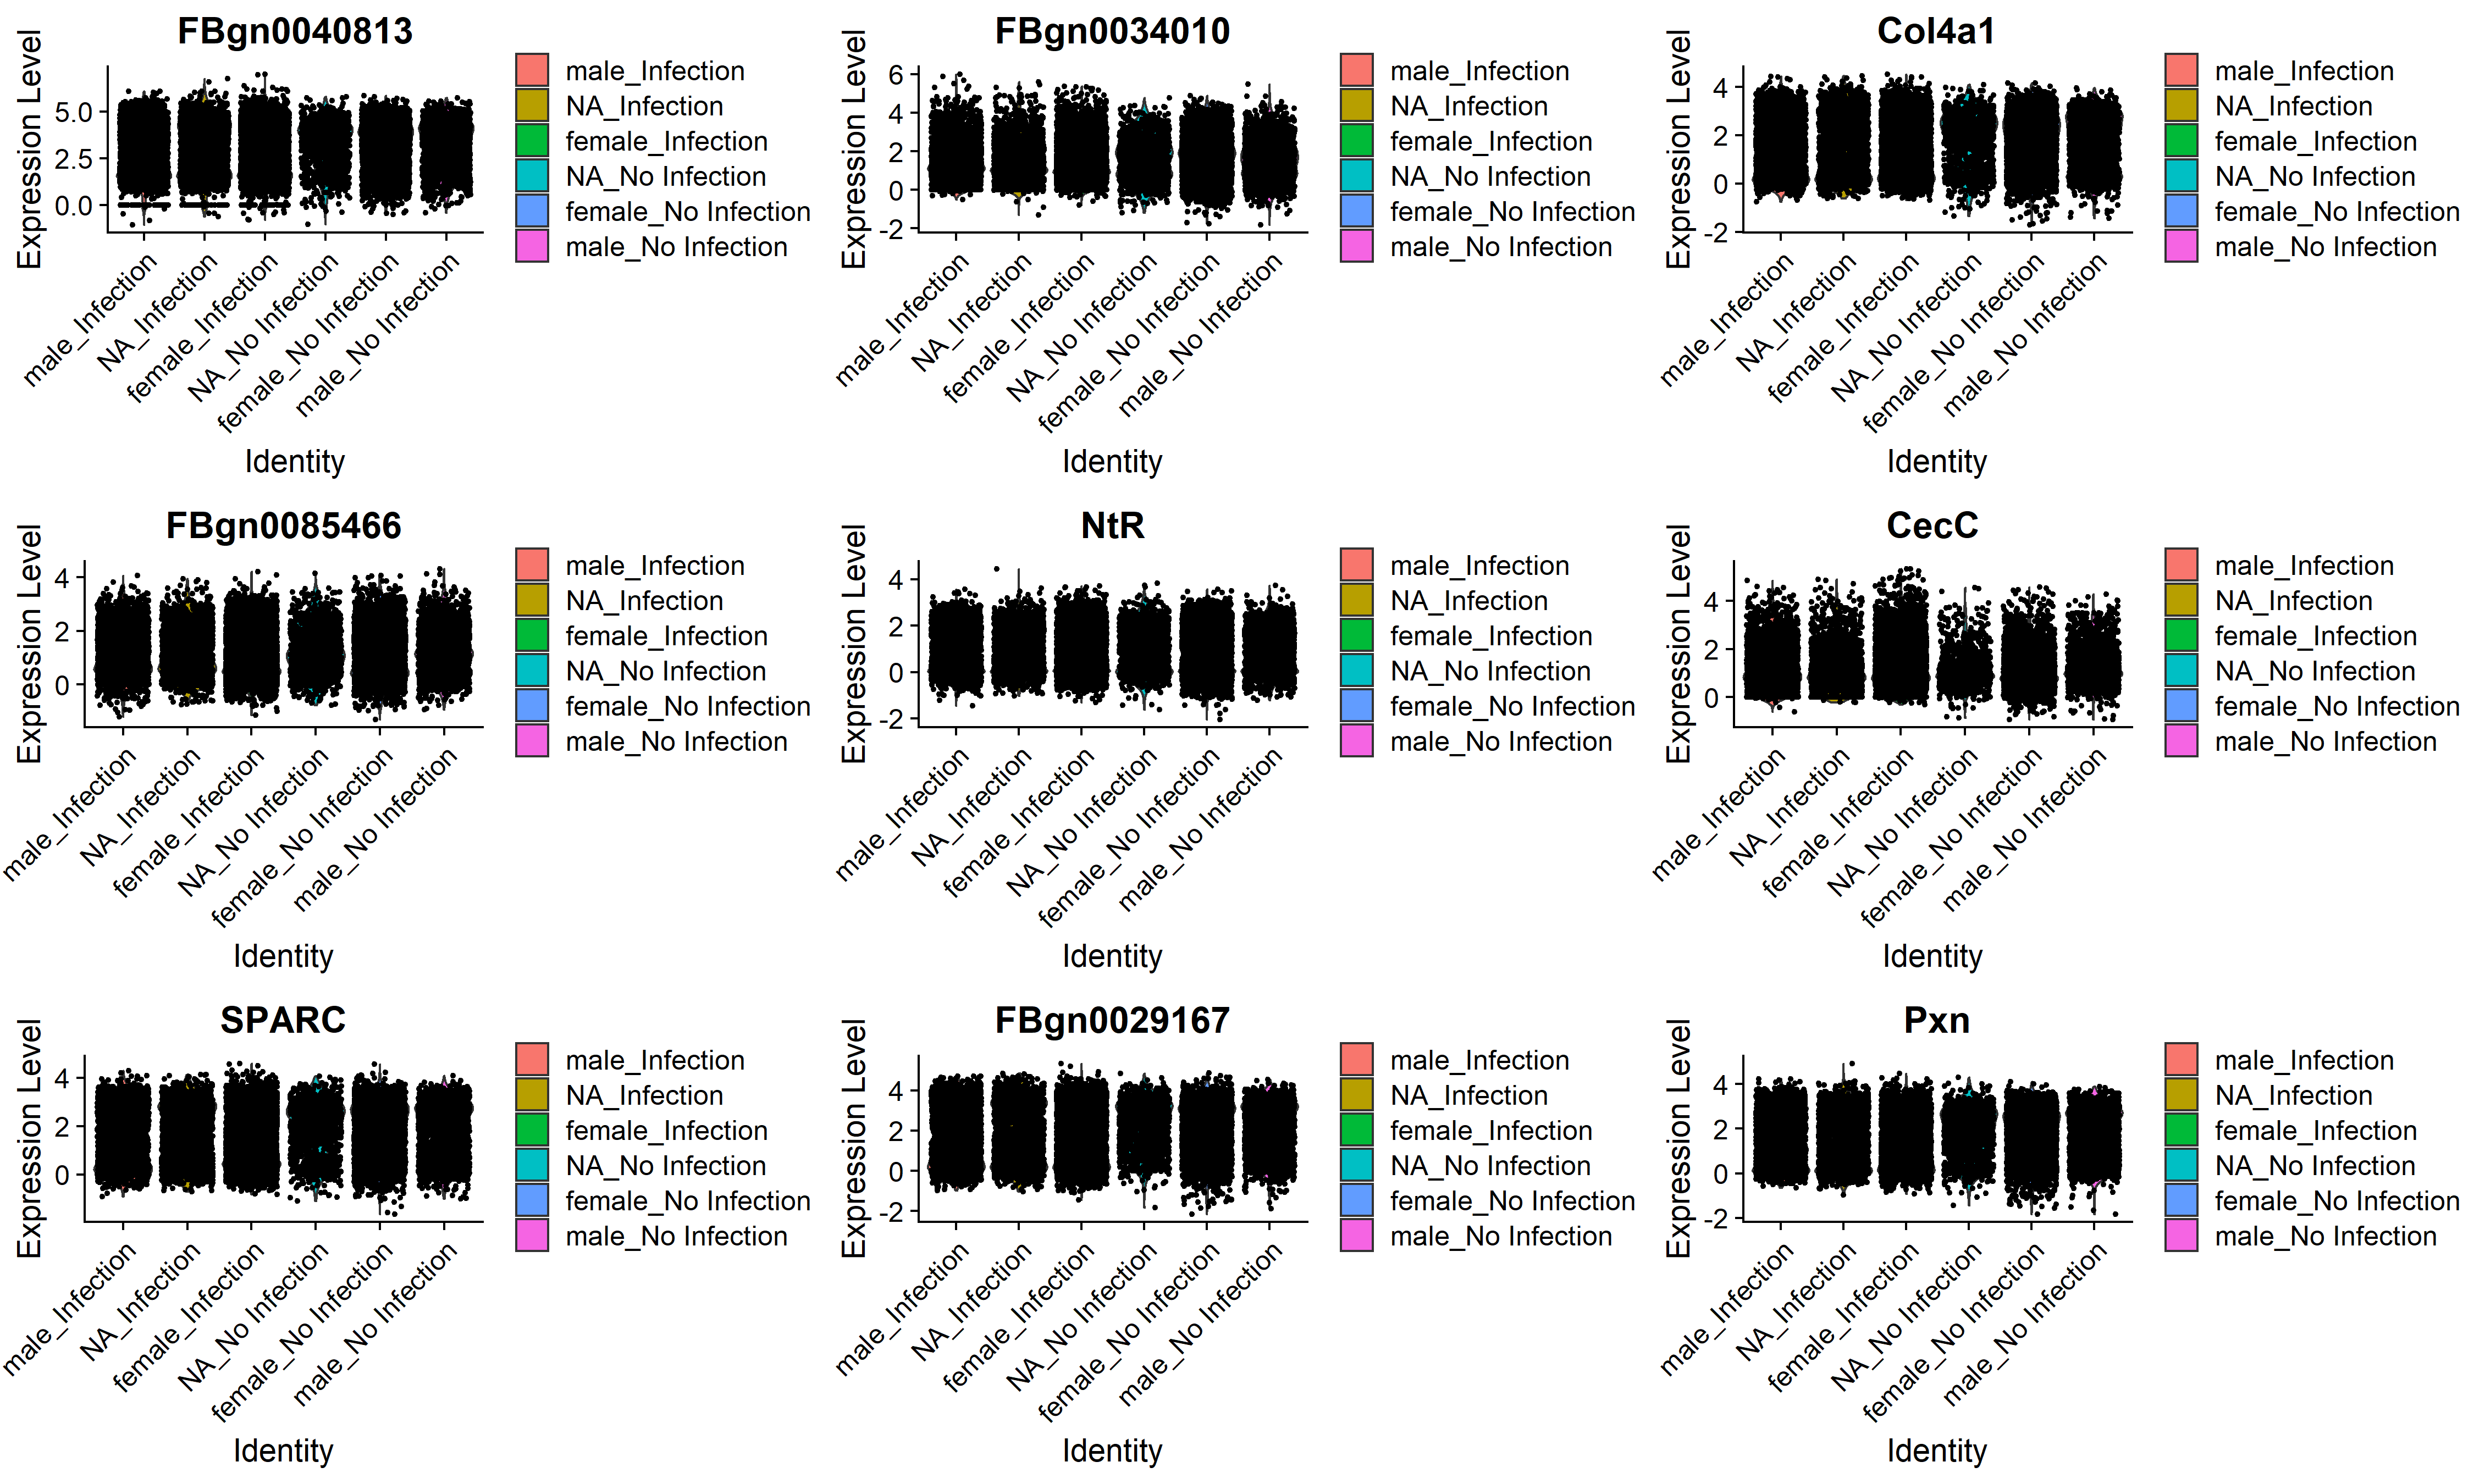 FBgn0040813
Expression Level
5.0
2.5
0.0
male_Infection
NA_Infection
female_Infection
NA_No Infection
female_No Infection
male_No Infection
Identity
male_Infection
NA_Infection
female_Infection
NA_No Infection
female_No Infection
male_No Infection
FBgn0034010
Expression Level
6
4
2
0
-2
male_Infection
NA_Infection
female_Infection
NA_No Infection
female_No Infection
male_No Infection
Identity
male_Infection
NA_Infection
female_Infection
NA_No Infection
female_No Infection
male_No Infection
Col4a1
Expression Level
4
2
0
-2
male_Infection
NA_Infection
female_Infection
NA_No Infection
female_No Infection
male_No Infection
Identity
male_Infection
NA_Infection
female_Infection
NA_No Infection
female_No Infection
male_No Infection
FBgn0085466
Expression Level
4
2
0
male_Infection
NA_Infection
female_Infection
NA_No Infection
female_No Infection
male_No Infection
Identity
male_Infection
NA_Infection
female_Infection
NA_No Infection
female_No Infection
male_No Infection
NtR
Expression Level
4
2
0
-2
male_Infection
NA_Infection
female_Infection
NA_No Infection
female_No Infection
male_No Infection
Identity
male_Infection
NA_Infection
female_Infection
NA_No Infection
female_No Infection
male_No Infection
CecC
Expression Level
4
2
0
male_Infection
NA_Infection
female_Infection
NA_No Infection
female_No Infection
male_No Infection
Identity
male_Infection
NA_Infection
female_Infection
NA_No Infection
female_No Infection
male_No Infection
SPARC
Expression Level
4
2
0
male_Infection
NA_Infection
female_Infection
NA_No Infection
female_No Infection
male_No Infection
Identity
male_Infection
NA_Infection
female_Infection
NA_No Infection
female_No Infection
male_No Infection
FBgn0029167
Expression Level
4
2
0
-2
male_Infection
NA_Infection
female_Infection
NA_No Infection
female_No Infection
male_No Infection
Identity
male_Infection
NA_Infection
female_Infection
NA_No Infection
female_No Infection
male_No Infection
Pxn
Expression Level
4
2
0
-2
male_Infection
NA_Infection
female_Infection
NA_No Infection
female_No Infection
male_No Infection
Identity
male_Infection
NA_Infection
female_Infection
NA_No Infection
female_No Infection
male_No Infection